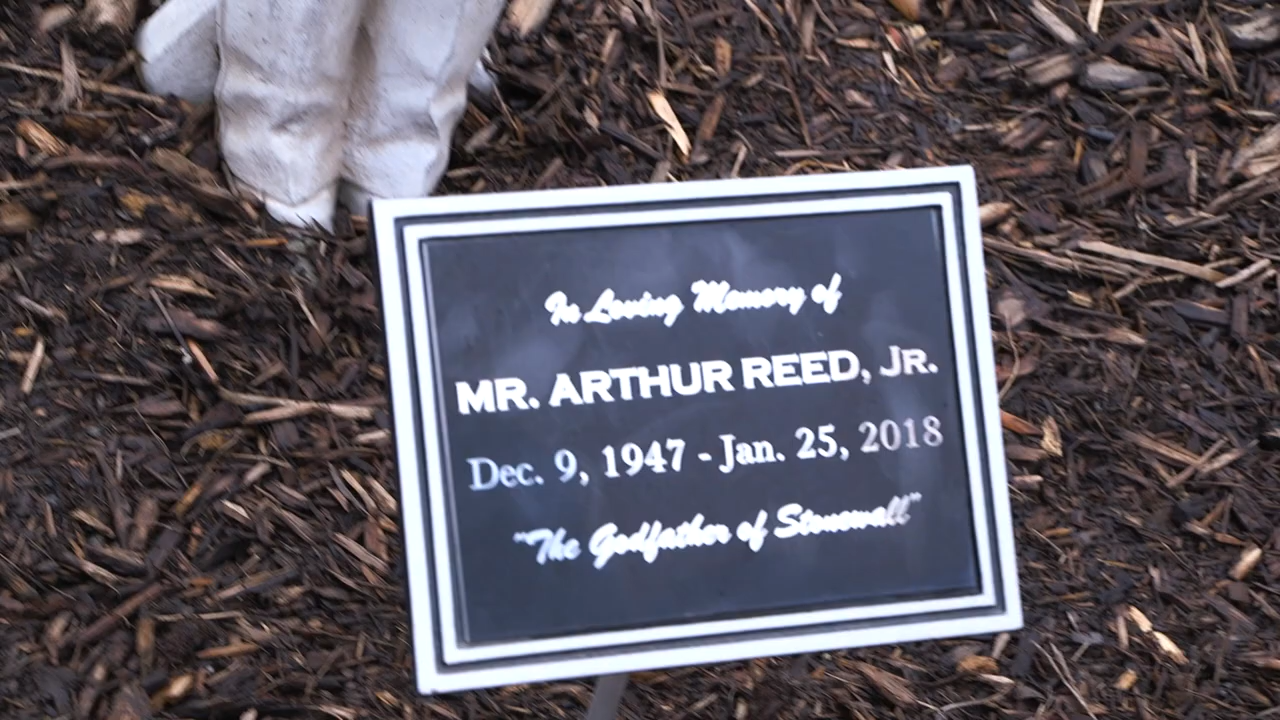 In Loving Memory of
MR. ARTHUR REED, JR.
Dec. 9, 1947 - Jan. 25, 2018
"The Godfather of Stonewall"